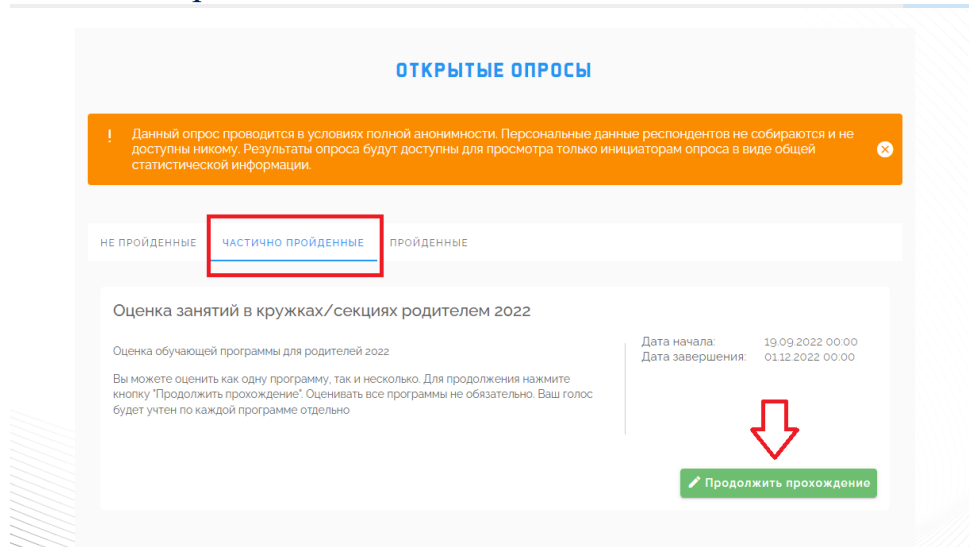 ОТКРЫТЫЕ ОПРОСЫ
! Данный опрос проводится в условиях полной анонимности. Персональные данные респондентов не собираются и не
доступны никому. Результаты опроса будут доступны для просмотра только инициаторам опроса в виде общей
статистической информации.
НЕ ПРОЙДЕННЫЕ ЧАСТИЧНО ПРОЙДЕННЫЕ ПРОЙДЕННЫЕ
Оценка занятий в кружках/секциях родителем 2022
Оценка обучающей программы для родителей 2022
Вы можете оценить как одну программу, так и несколько. Для продолжения нажмите
кнопку "Продолжить прохождение". Оценивать все программы не обязательно. Ваш голос
будет учтен по каждой программе отдельно
Дата начала: 19.09.2022 00:00
Дата завершения: 01.12.2022 00:00
Продолжить прохождение